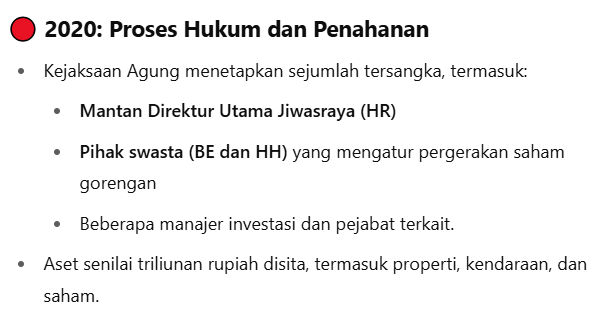 2020: Proses Hukum dan Penahanan
Kejaksaan Agung menetapkan sejumlah tersangka, termasuk:
Mantan Direktur Utama Jiwasraya (HR)
Pihak swasta (BE dan HH) yang mengatur pergerakan saham
gorengan
Beberapa manajer investasi dan pejabat terkait.
Aset senilai triliunan rupiah disita, termasuk properti, kendaraan, dan
saham.